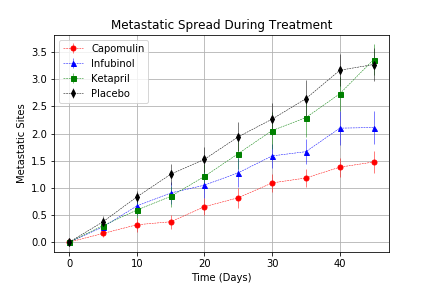 Metastatic Spread During Treatment
Capomulin
Infubinol
Ketapril
Placebo
Metastatic Sites
3.5
3.0
2.5
2.0
1.5
1.0
0.5
0.0
0 10 20 30 40
Time (Days)